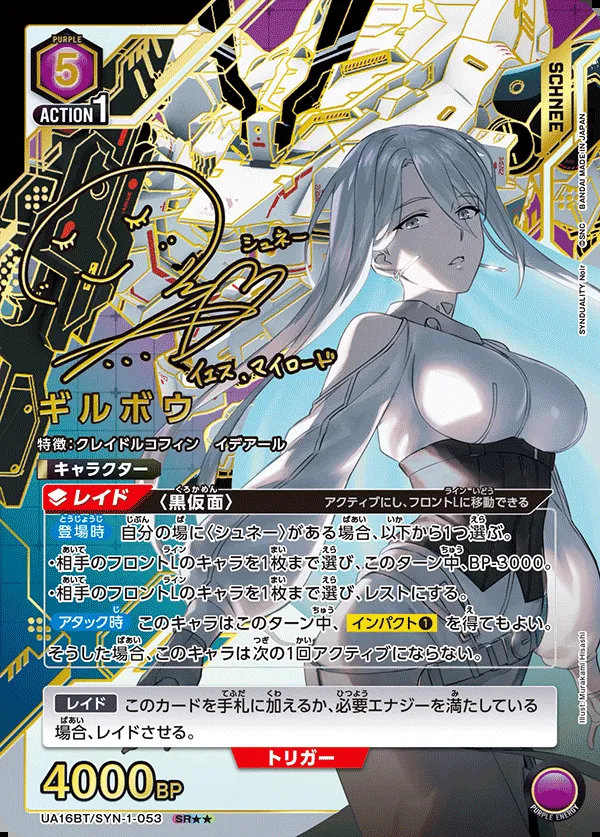 PURPLE
5
ACTION 1
SCHNEE
©SNC BANDAI MADE IN JAPAN
SYNDUALITY Noir
シュネー
イエス、マイロード
ギルボウ
特徴:クレイドルコフィン イデアール
キャラクター
レイド 〈黒仮面〉 アクティブにし、フロントLに移動できる
登場時 自分の場に〈シュネー〉がある場合、以下から1つ選ぶ。
・相手のフロントLのキャラを1枚まで選び、このターン中、BP-3000。
・相手のフロントLのキャラを1枚まで選び、レストにする。
アタック時 このキャラはこのターン中、インパクト❶を得てもよい。
そうした場合、このキャラは次の1回アクティブにならない。
レイド このカードを手札に加えるか、必要エナジーを満たしている
場合、レイドさせる。
トリガー
4000BP
UA16BT/SYN-1-053 SR★★
Illust: Murakami Hisashi
PURPLE ENERGY